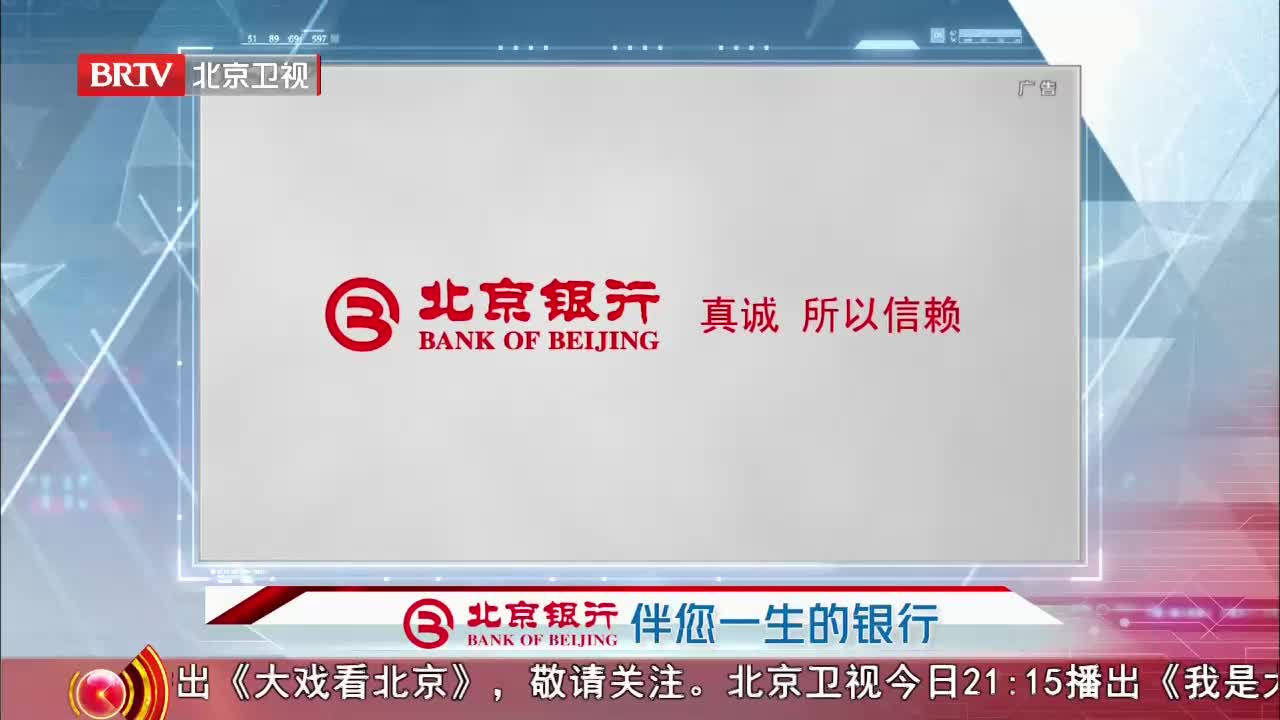 51 89 69 597
BRTV 北京卫视
广告
北京银行
BANK OF BEIJING
真诚 所以信赖
北京银行
BANK OF BEIJING
伴您一生的银行
出《大戏看北京》，敬请关注。北京卫视今日21:15播出《我是